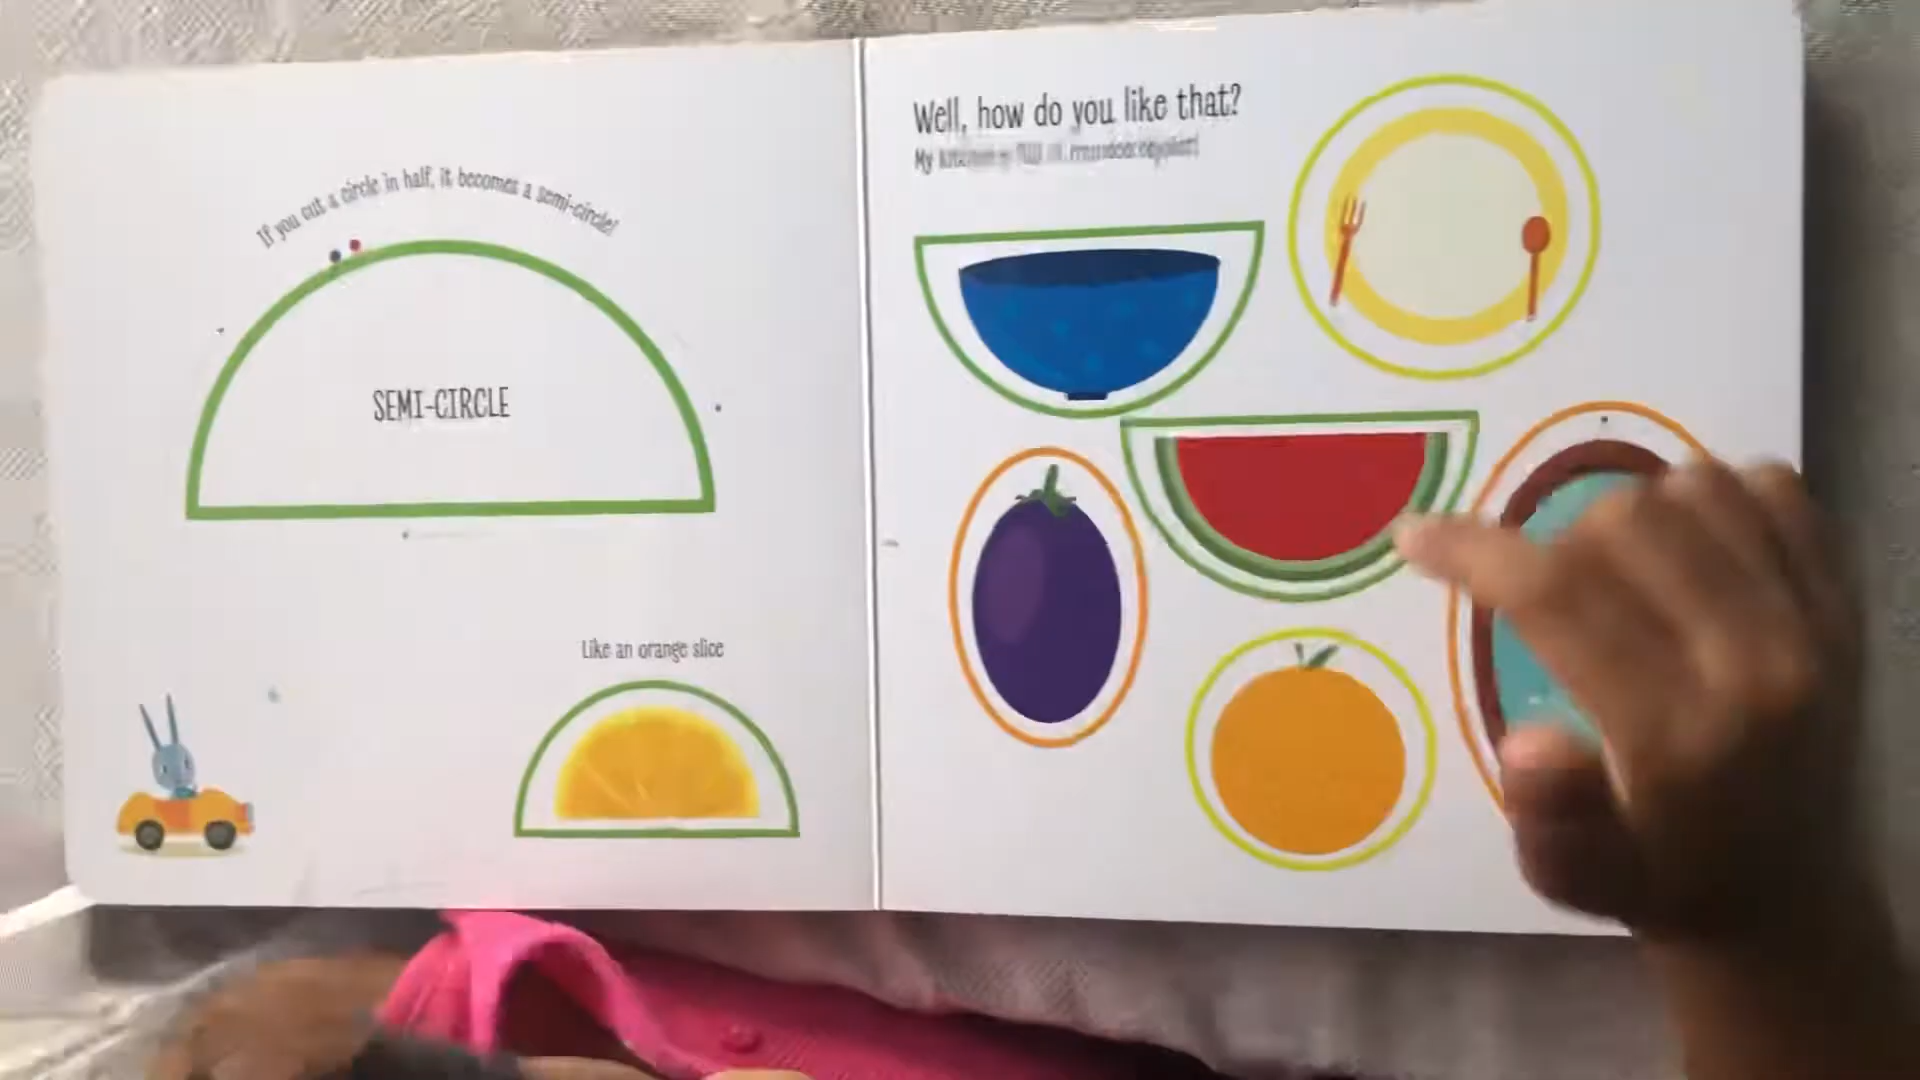 If you cut a circle in half, it becomes a semi-circle!
SEMI-CIRCLE
Like an orange slice
Well, how do you like that?
My